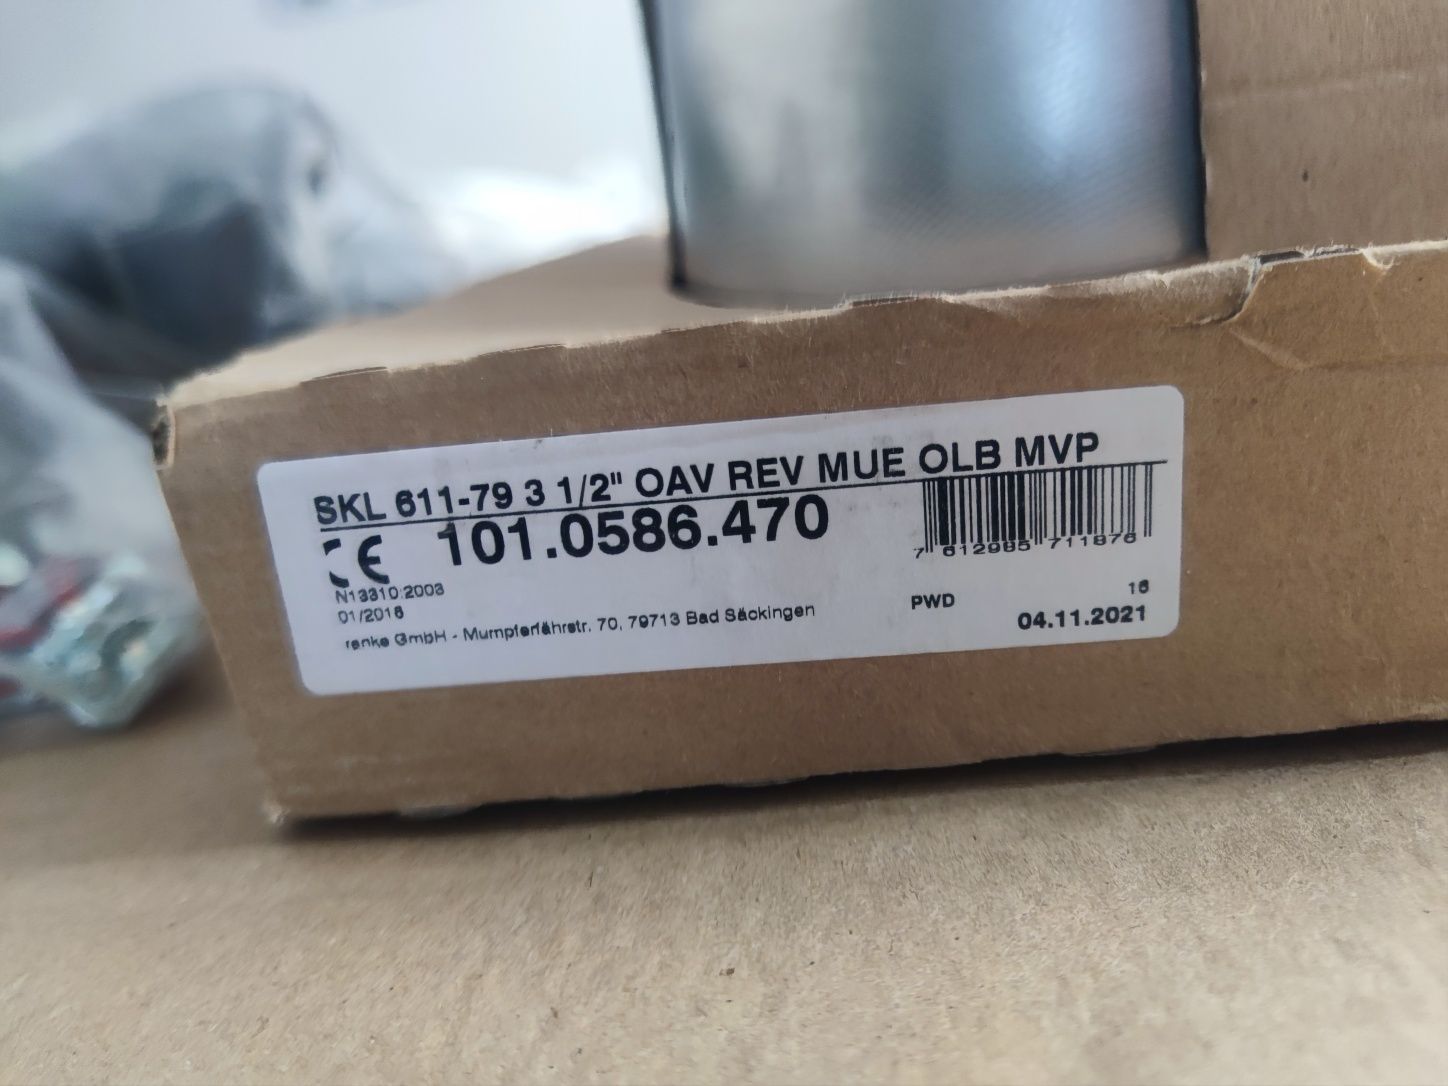 SKL 611-79 3 1/2" OAV REV MUE OLB MVP
CE 101.0586.470
7 612985 711876
N13310:2003
01/2016
ranke GmbH - Mumpferfährstr. 70, 79713 Bad Säckingen
PWD
16
04.11.2021